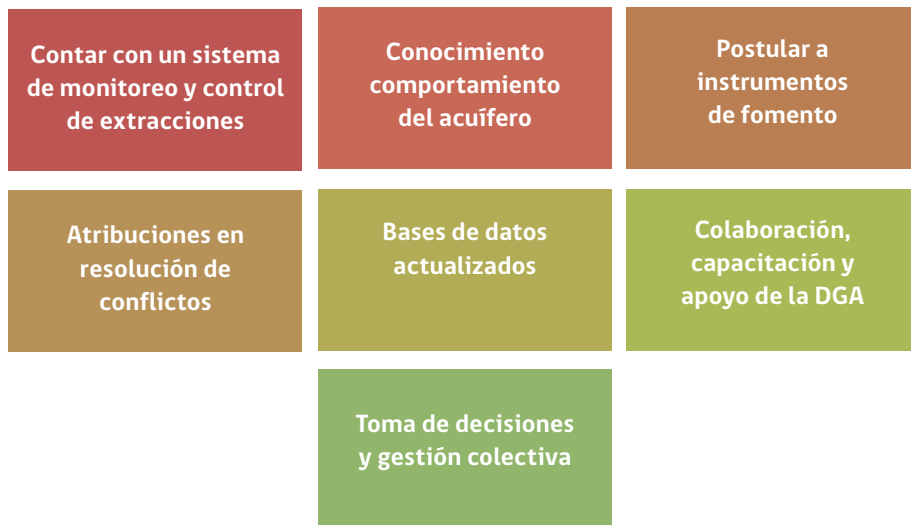 Contar con un sistema
de monitoreo y control
de extracciones
Conocimiento
comportamiento
del acuífero
Postular a
instrumentos
de fomento
Atribuciones en
resolución de
conflictos
Bases de datos
actualizados
Colaboración,
capacitación y
apoyo de la DGA
Toma de decisiones
y gestión colectiva